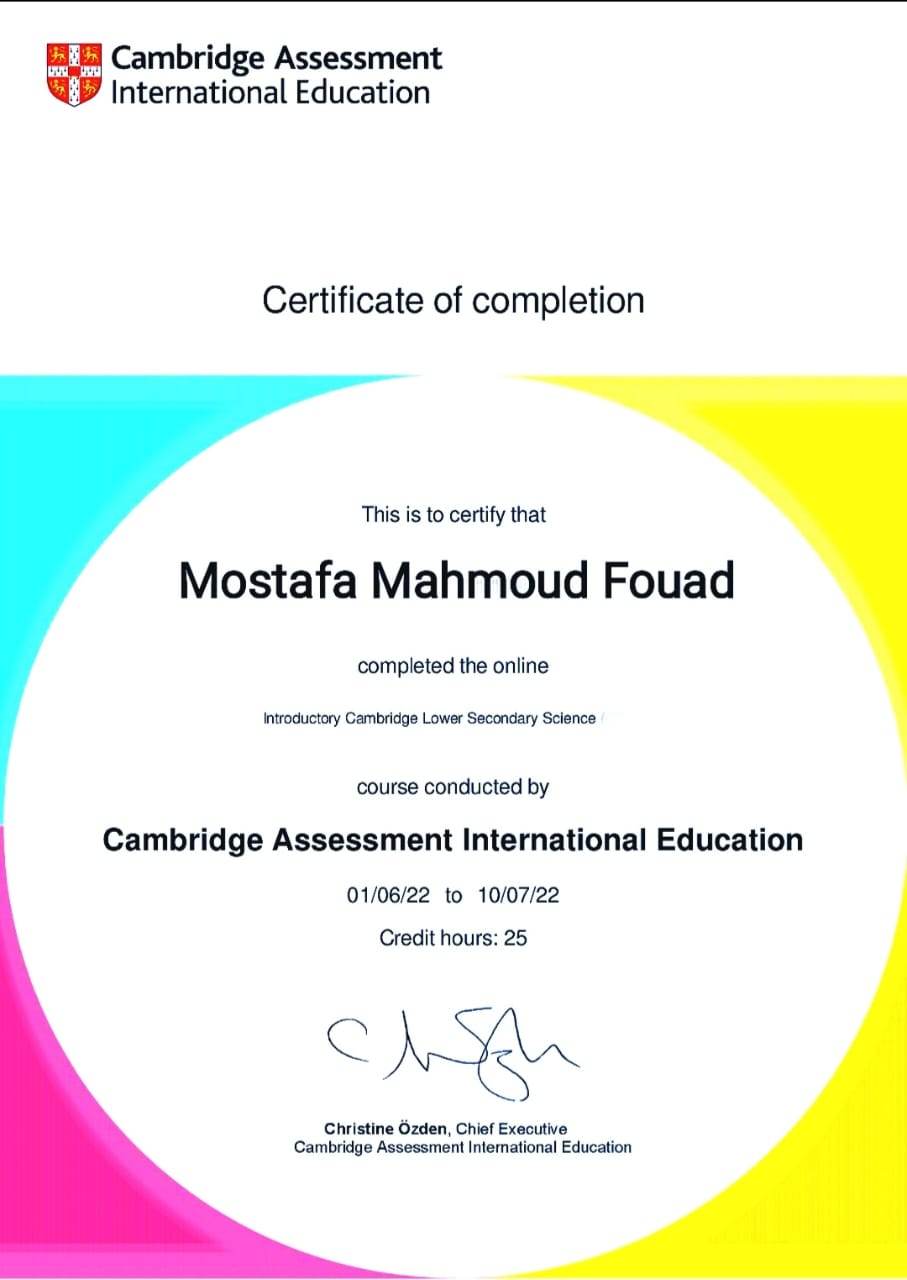 Cambridge Assessment
International Education
Certificate of completion
This is to certify that
Mostafa Mahmoud Fouad
completed the online
Introductory Cambridge Lower Secondary Science
course conducted by
Cambridge Assessment International Education
01/06/22 to 10/07/22
Credit hours: 25
Christine Özden, Chief Executive
Cambridge Assessment International Education